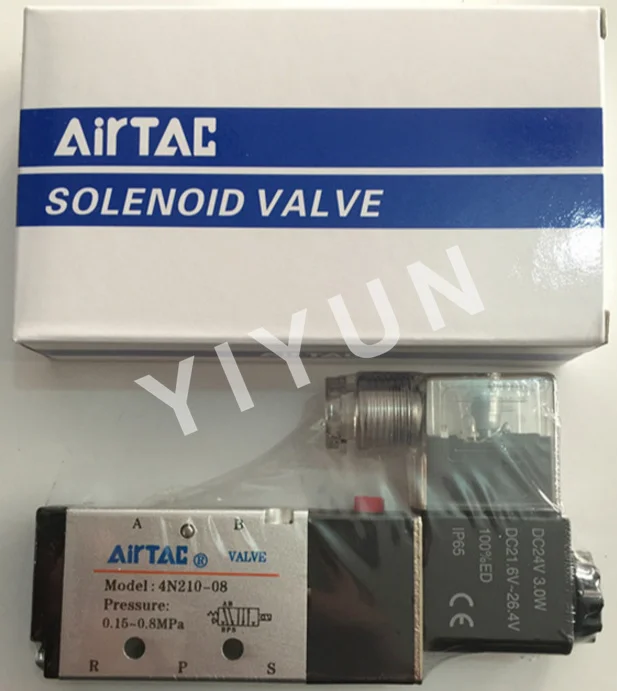 AirTAC
SOLENOID VALVE
YIYUN
A B
AirTAC ® VALVE
Model: 4N210-08
Pressure:
0.15-0.8MPa
R P S
DC24V 3.0W
DC21.6V~26.4V
100%ED
IP65
CE